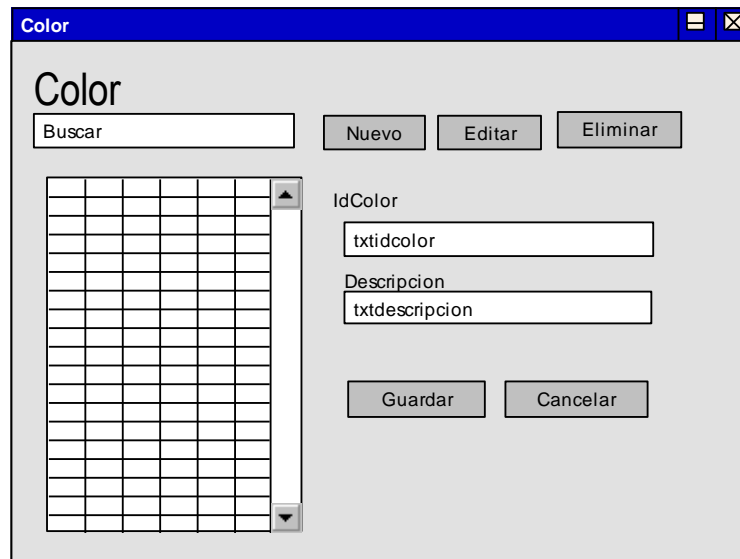 Color
Color
Buscar
Nuevo Editar Eliminar
IdColor
txtidcolor
Descripcion
txtdescripcion
Guardar Cancelar